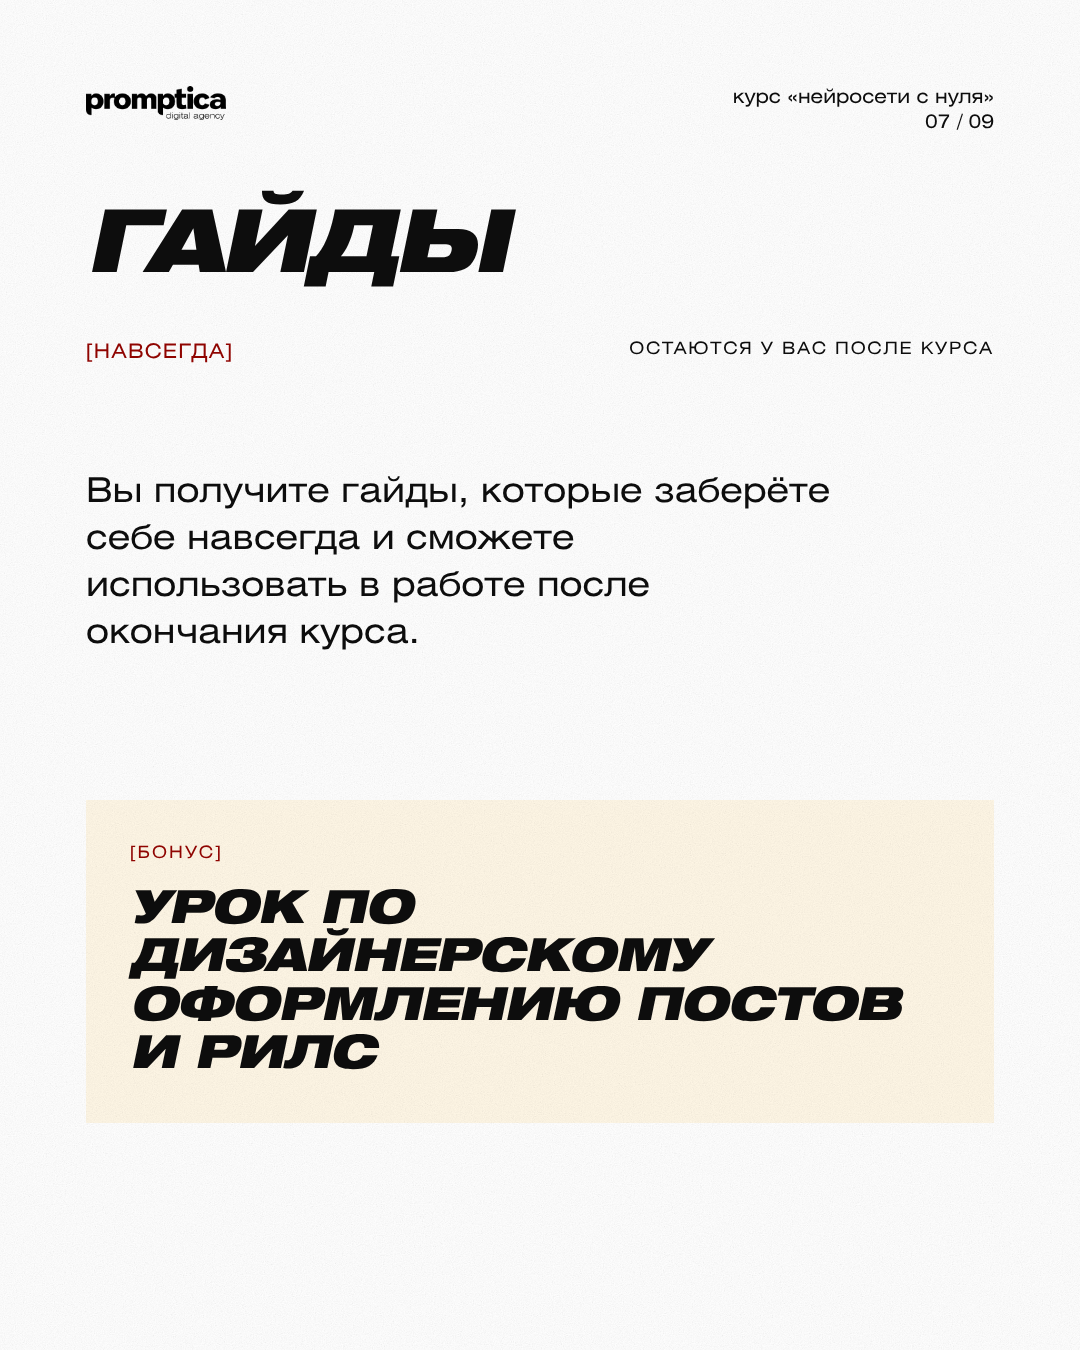 promptica
digital agency
курс «нейросети с нуля»
07 / 09
ГАЙДЫ
[НАВСЕГДА]
ОСТАЮТСЯ У ВАС ПОСЛЕ КУРСА
Вы получите гайды, которые заберёте
себе навсегда и сможете
использовать в работе после
окончания курса.
[БОНУС]
УРОК ПО
ДИЗАЙНЕРСКОМУ
ОФОРМЛЕНИЮ ПОСТОВ
И РИЛС